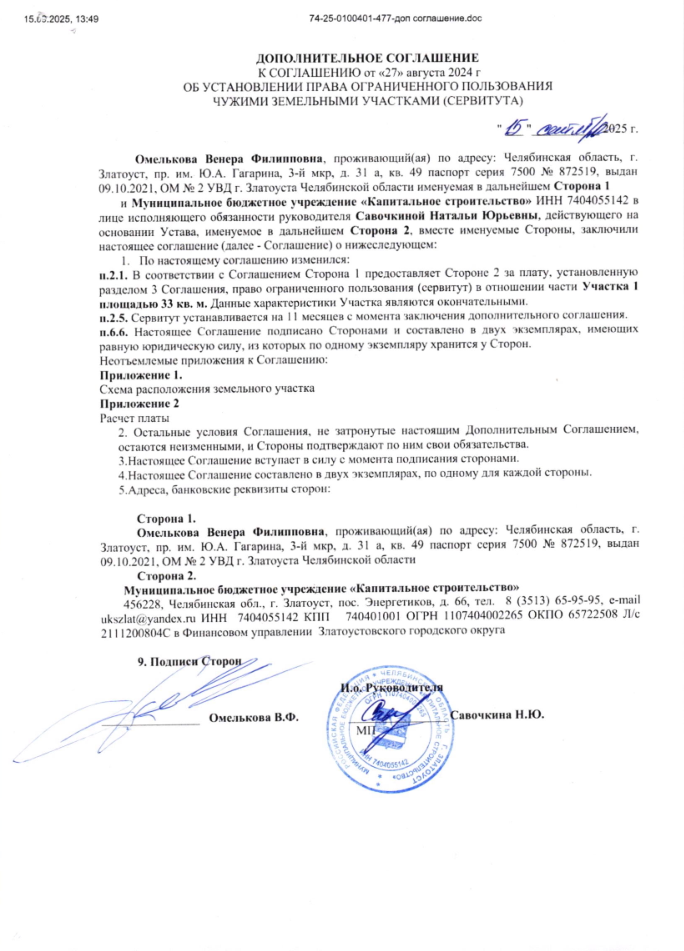 15.03.2025, 13:49
74-25-0100401-477-доп соглашение.doc
ДОПОЛНИТЕЛЬНОЕ СОГЛАШЕНИЕ
К СОГЛАШЕНИЮ от «27» августа 2024 г
ОБ УСТАНОВЛЕНИИ ПРАВА ОГРАНИЧЕННОГО ПОЛЬЗОВАНИЯ
ЧУЖИМИ ЗЕМЕЛЬНЫМИ УЧАСТКАМИ (СЕРВИТУТА)
" 15 " сентября 2025 г.
Омелькова Венера Филипповна, проживающий(ая) по адресу: Челябинская область, г.
Златоуст, пр. им. Ю.А. Гагарина, 3-й мкр, д. 31 а, кв. 49 паспорт серия 7500 № 872519, выдан
09.10.2021, ОМ № 2 УВД г. Златоуста Челябинской области именуемая в дальнейшем Сторона 1
и Муниципальное бюджетное учреждение «Капитальное строительство» ИНН 7404055142 в
лице исполняющего обязанности руководителя Савочкиной Натальи Юрьевны, действующего на
основании Устава, именуемое в дальнейшем Сторона 2, вместе именуемые Стороны, заключили
настоящее соглашение (далее - Соглашение) о нижеследующем:
1. По настоящему соглашению изменился:
п.2.1. В соответствии с Соглашением Сторона 1 предоставляет Стороне 2 за плату, установленную
разделом 3 Соглашения, право ограниченного пользования (сервитут) в отношении части Участка 1
площадью 33 кв. м. Данные характеристики Участка являются окончательными.
п.2.5. Сервитут устанавливается на 11 месяцев с момента заключения дополнительного соглашения.
п.6.6. Настоящее Соглашение подписано Сторонами и составлено в двух экземплярах, имеющих
равную юридическую силу, из которых по одному экземпляру хранится у Сторон.
Неотъемлемые приложения к Соглашению:
Приложение 1.
Схема расположения земельного участка
Приложение 2
Расчет платы
2. Остальные условия Соглашения, не затронутые настоящим Дополнительным Соглашением,
остаются неизменными, и Стороны подтверждают по ним свои обязательства.
3.Настоящее Соглашение вступает в силу с момента подписания сторонами.
4.Настоящее Соглашение составлено в двух экземплярах, по одному для каждой стороны.
5.Адреса, банковские реквизиты сторон:
Сторона 1.
Омелькова Венера Филипповна, проживающий(ая) по адресу: Челябинская область, г.
Златоуст, пр. им. Ю.А. Гагарина, 3-й мкр, д. 31 а, кв. 49 паспорт серия 7500 № 872519, выдан
09.10.2021, ОМ № 2 УВД г. Златоуста Челябинской области
Сторона 2.
Муниципальное бюджетное учреждение «Капитальное строительство»
456228, Челябинская обл., г. Златоуст, пос. Энергетиков, д. 66, тел. 8 (3513) 65-95-95, e-mail
ukszlat@yandex.ru ИНН 7404055142 КПП 740401001 ОГРН 1107404002265 ОКПО 65722508 Л/с
2111200804С в Финансовом управлении Златоустовского городского округа
9. Подписи Сторон
И.о. Руководителя
Омелькова В.Ф.
Савочкина Н.Ю.
МП
РОССИЙСКАЯ ФЕДЕРАЦИЯ * ЧЕЛЯБИНСКАЯ ОБЛАСТЬ Г. ЗЛАТОУСТ
МУНИЦИПАЛЬНОЕ БЮДЖЕТНОЕ УЧРЕЖДЕНИЕ «КАПИТАЛЬНОЕ СТРОИТЕЛЬСТВО»
ИНН 7404055142